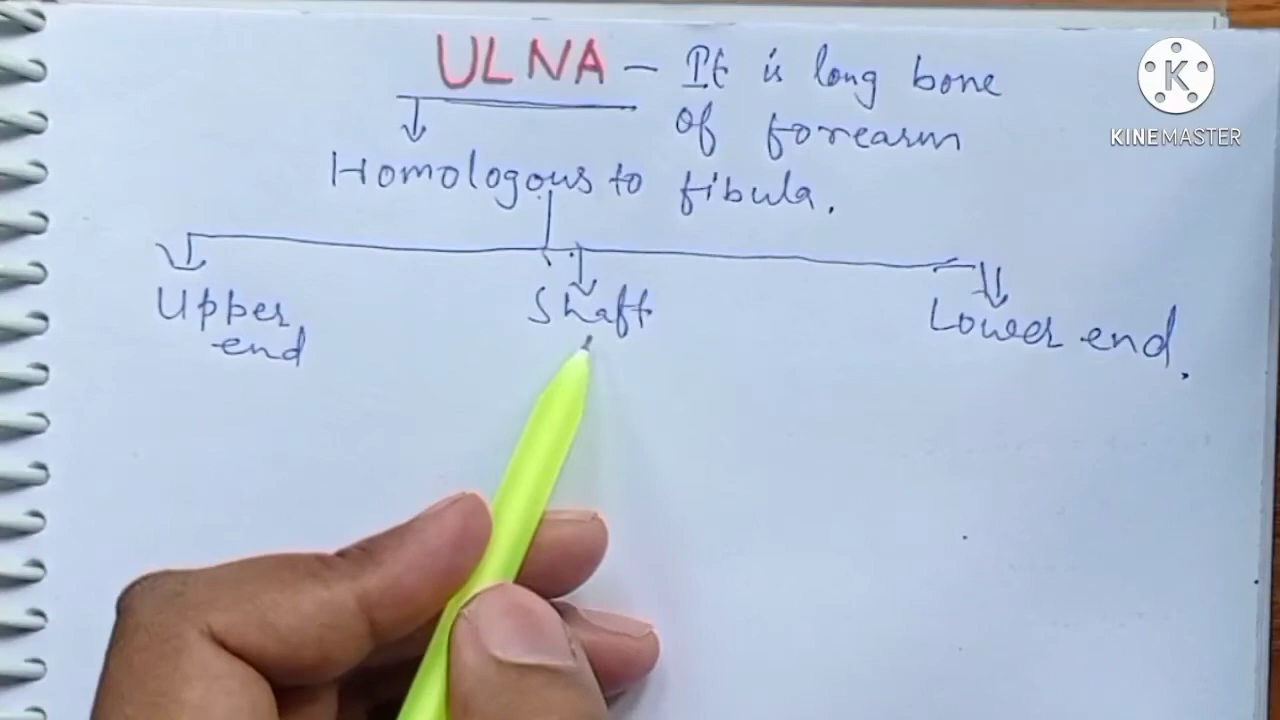 ULNA – It is long bone
of forearm
Homologous to fibula.
Upper end
Shaft
Lower end.
K
KINEMASTER